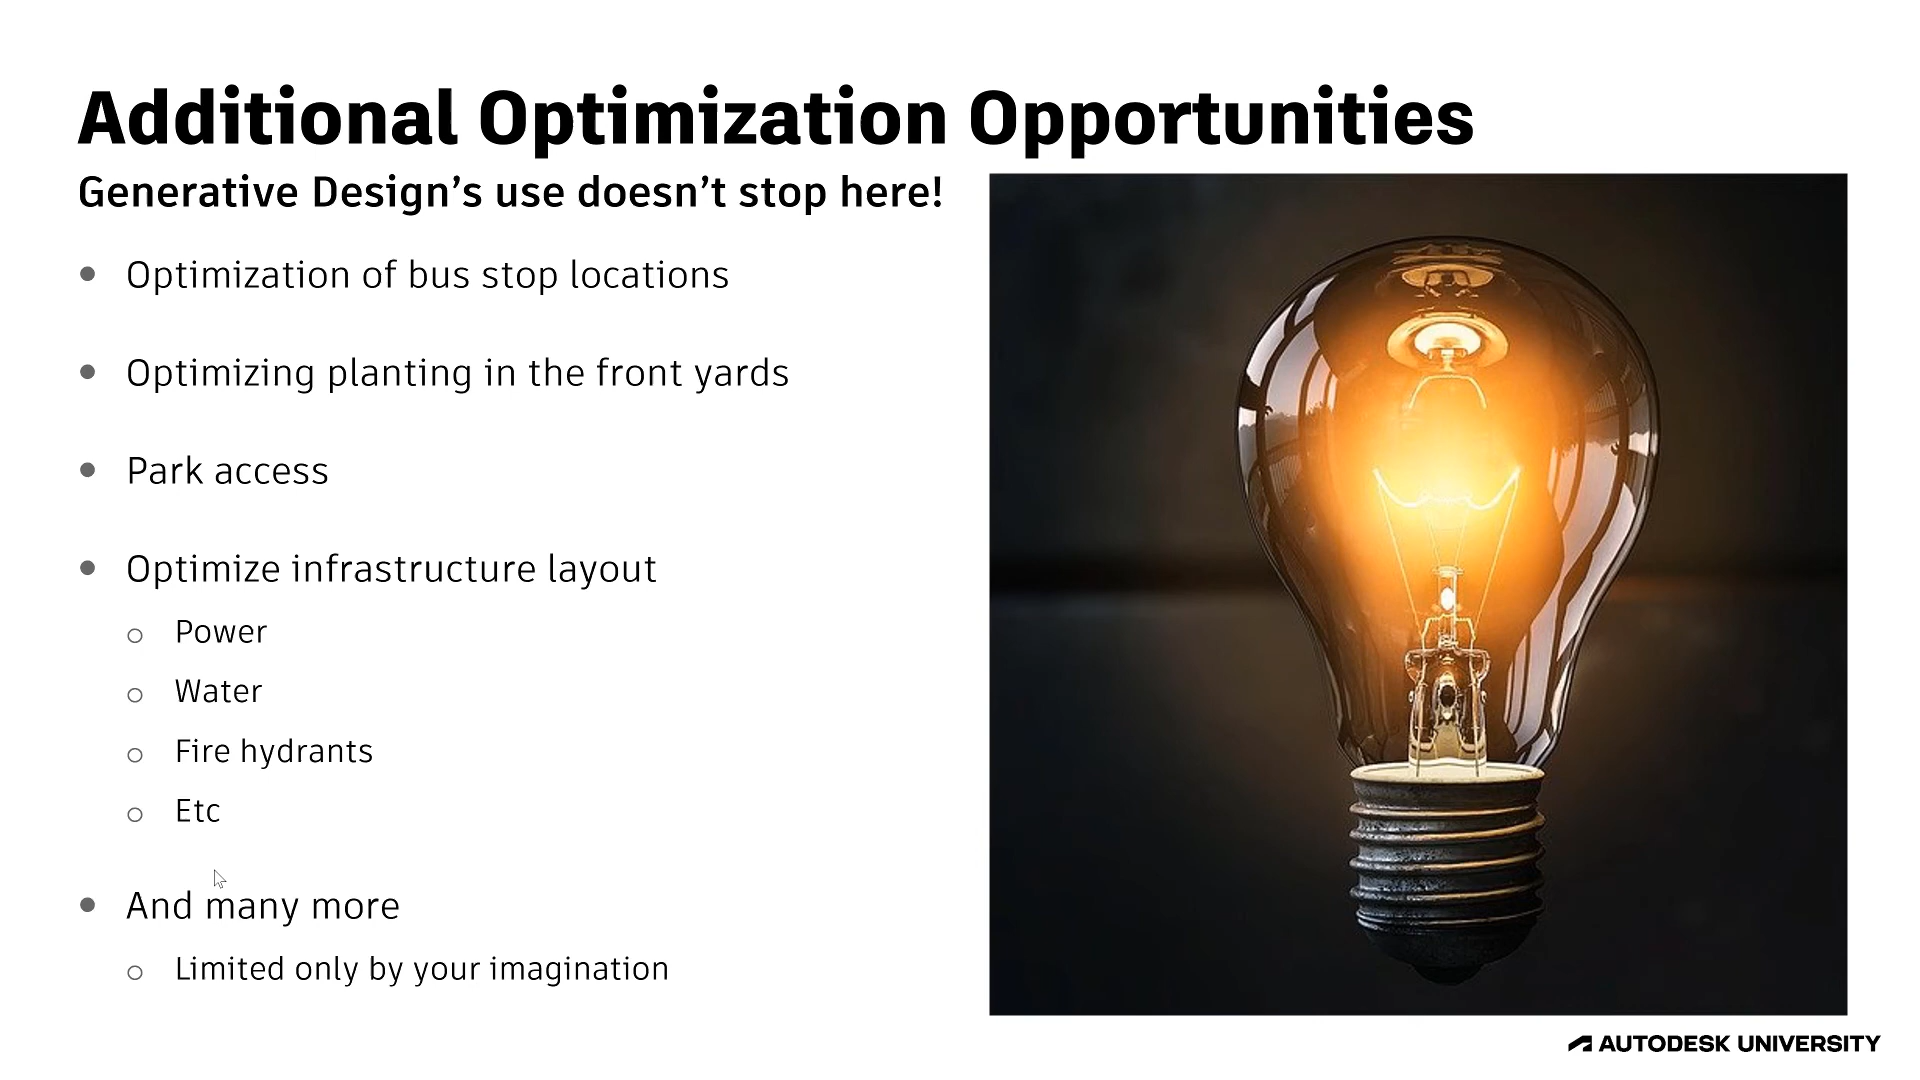 Additional Optimization Opportunities
Generative Design’s use doesn’t stop here!
• Optimization of bus stop locations
• Optimizing planting in the front yards
• Park access
• Optimize infrastructure layout
o Power
o Water
o Fire hydrants
o Etc
• And many more
o Limited only by your imagination
AUTODESK UNIVERSITY